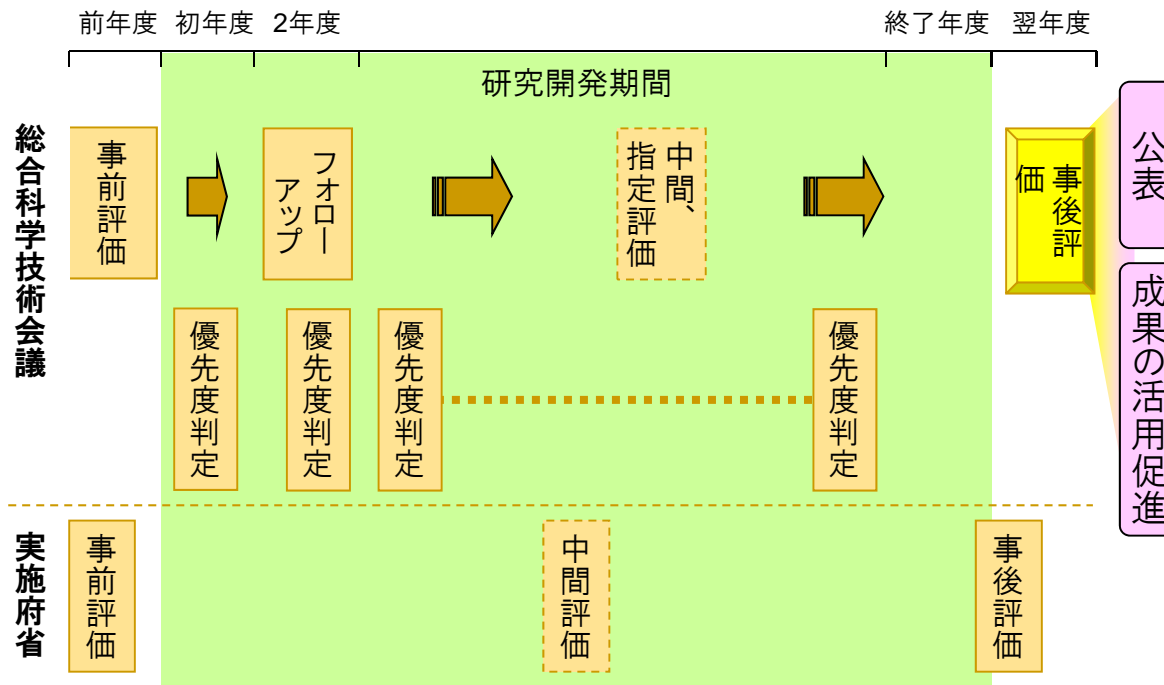 前年度 初年度 2年度 終了年度 翌年度
研究開発期間
総合科学技術会議
事前評価
フォロー
アップ
中間、
指定評価
事後評
価
公表
成果の活用促進
優先度判定
優先度判定
優先度判定
優先度判定
実施府省
事前評価
中間評価
事後評価